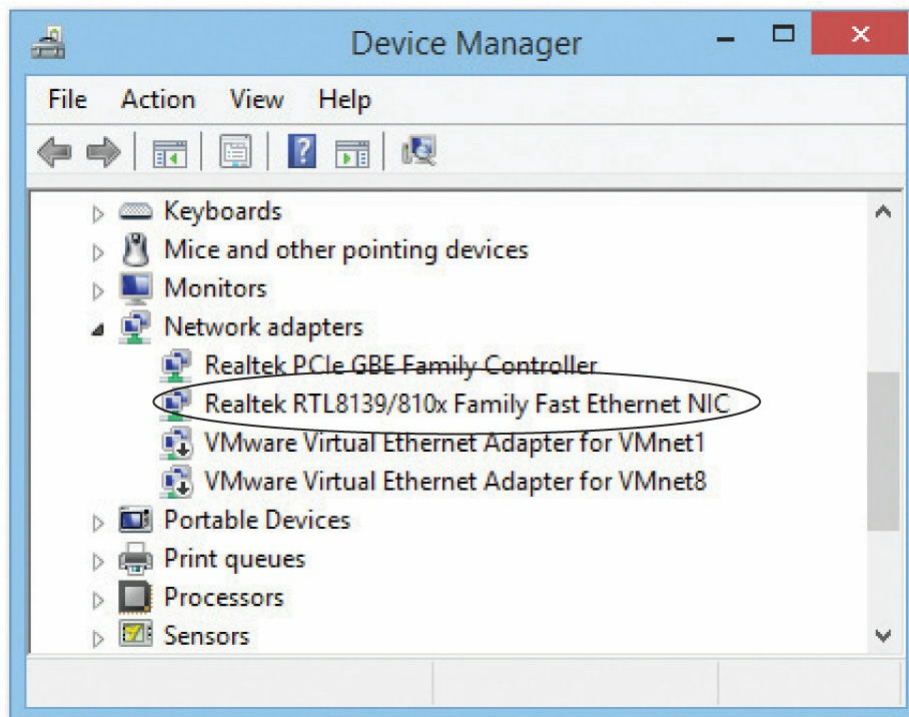 Device Manager
File Action View Help
Keyboards
Mice and other pointing devices
Monitors
Network adapters
Realtek PCIe GBE Family Controller
Realtek RTL8139/810x Family Fast Ethernet NIC
VMware Virtual Ethernet Adapter for VMnet1
VMware Virtual Ethernet Adapter for VMnet8
Portable Devices
Print queues
Processors
Sensors